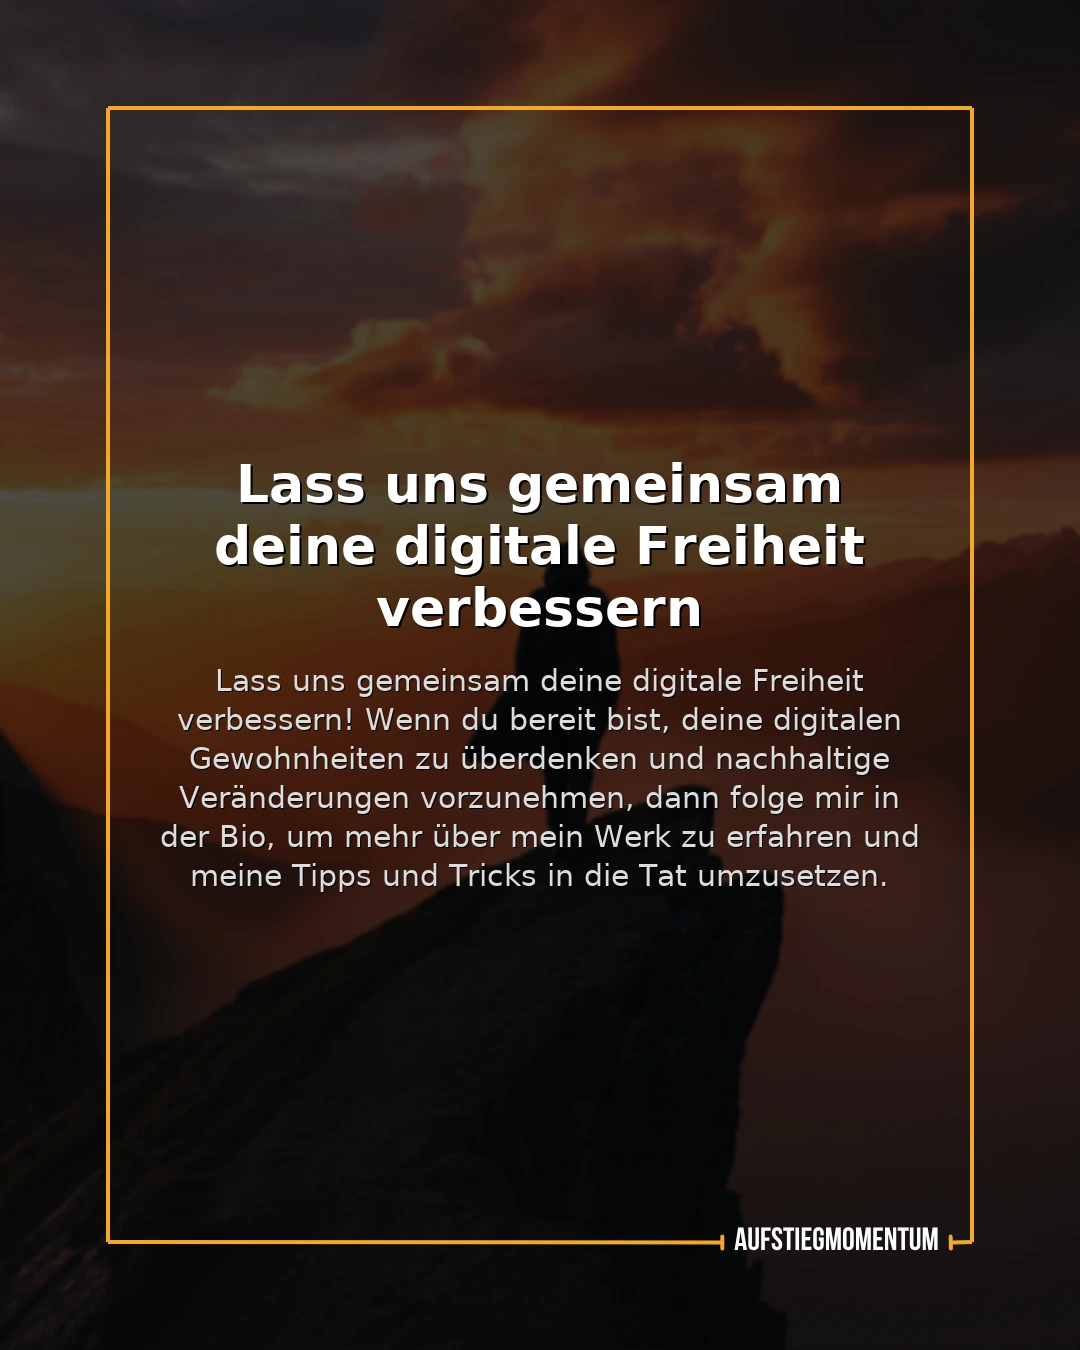 Lass uns gemeinsam
deine digitale Freiheit
verbessern
Lass uns gemeinsam deine digitale Freiheit
verbessern! Wenn du bereit bist, deine digitalen
Gewohnheiten zu überdenken und nachhaltige
Veränderungen vorzunehmen, dann folge mir in
der Bio, um mehr über mein Werk zu erfahren und
meine Tipps und Tricks in die Tat umzusetzen.
AUFSTIEGMOMENTUM